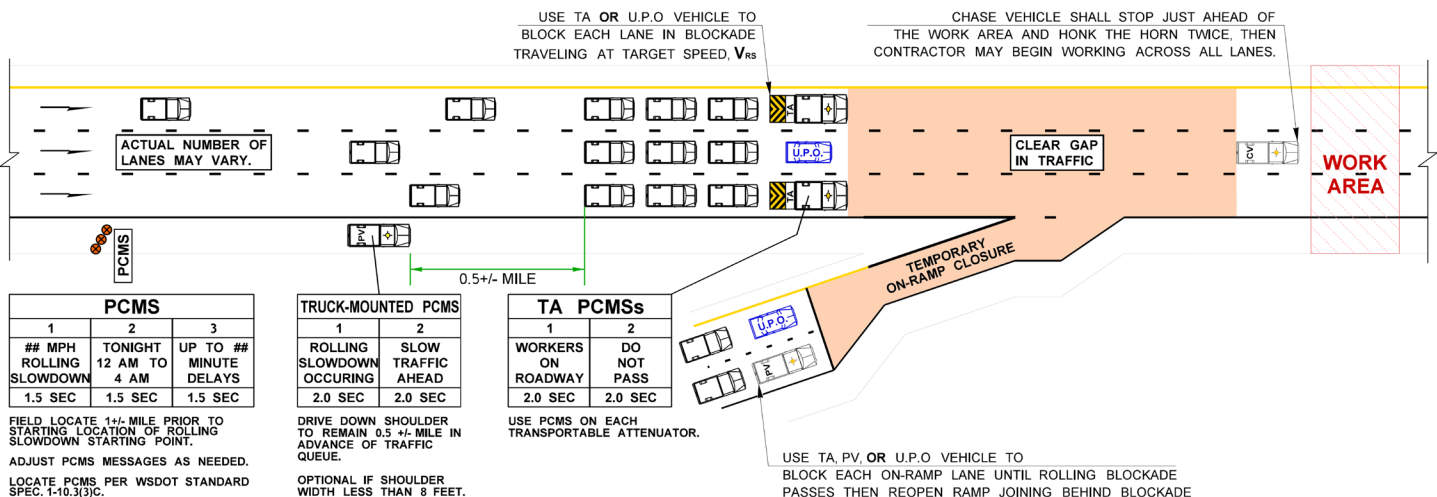 USE TA OR U.P.O VEHICLE TO
BLOCK EACH LANE IN BLOCKADE
TRAVELING AT TARGET SPEED, VRS
CHASE VEHICLE SHALL STOP JUST AHEAD OF
THE WORK AREA AND HONK THE HORN TWICE, THEN
CONTRACTOR MAY BEGIN WORKING ACROSS ALL LANES.
TA
ACTUAL NUMBER OF
LANES MAY VARY.
U.P.O.
CLEAR GAP
IN TRAFFIC
CV
WORK
AREA
TA
PV
PCMS
0.5+/- MILE
TEMPORARY
ON-RAMP CLOSURE
U.P.O.
PV
PCMS
1 2 3
## MPH TONIGHT UP TO ##
ROLLING 12 AM TO MINUTE
SLOWDOWN 4 AM DELAYS
1.5 SEC 1.5 SEC 1.5 SEC
FIELD LOCATE 1+/- MILE PRIOR TO
STARTING LOCATION OF ROLLING
SLOWDOWN STARTING POINT.
ADJUST PCMS MESSAGES AS NEEDED.
LOCATE PCMS PER WSDOT STANDARD
SPEC. 1-10.3(3)C.
TRUCK-MOUNTED PCMS
1 2
ROLLING SLOW
SLOWDOWN TRAFFIC
OCCURING AHEAD
2.0 SEC 2.0 SEC
DRIVE DOWN SHOULDER
TO REMAIN 0.5 +/- MILE IN
ADVANCE OF TRAFFIC
QUEUE.
OPTIONAL IF SHOULDER
WIDTH LESS THAN 8 FEET.
TA PCMSs
1 2
WORKERS DO
ON NOT
ROADWAY PASS
2.0 SEC 2.0 SEC
USE PCMS ON EACH
TRANSPORTABLE ATTENUATOR.
USE TA, PV, OR U.P.O VEHICLE TO
BLOCK EACH ON-RAMP LANE UNTIL ROLLING BLOCKADE
PASSES THEN REOPEN RAMP JOINING BEHIND BLOCKADE